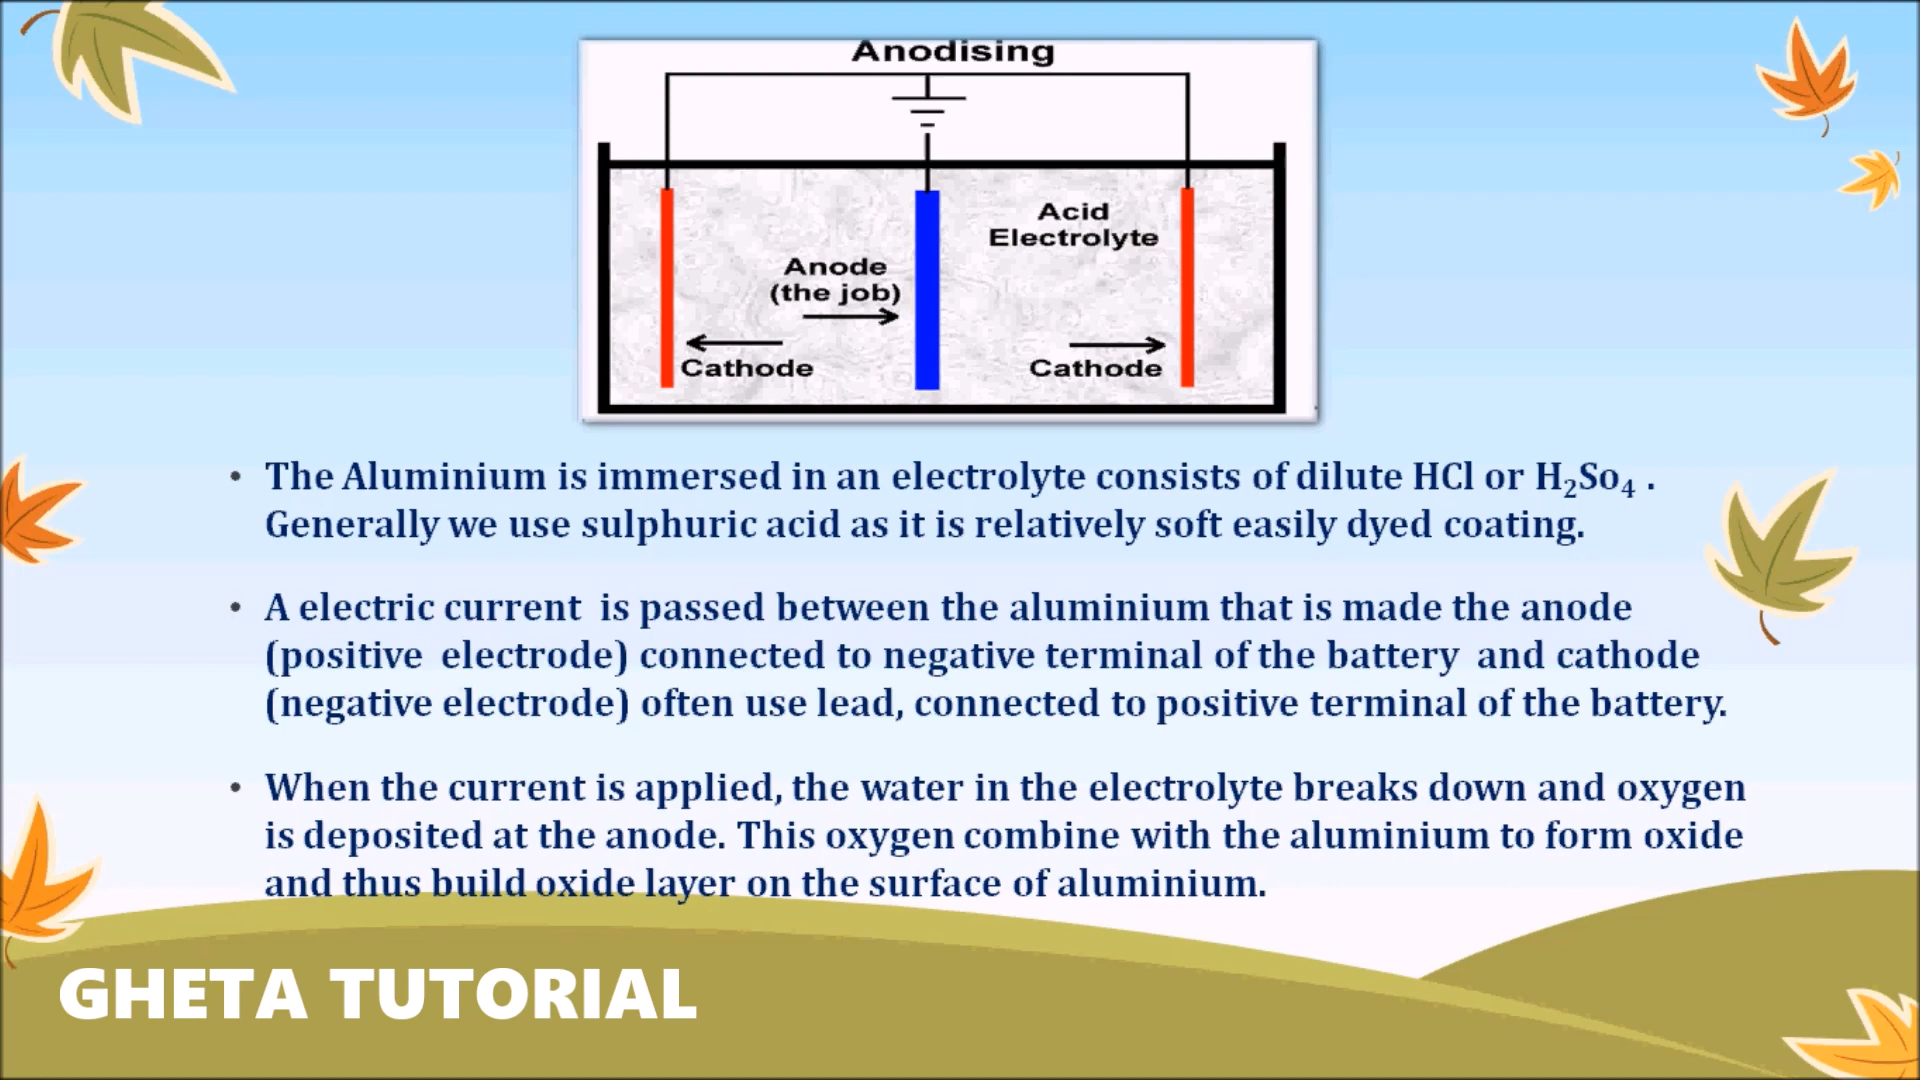 Anodising
Acid
Electrolyte
Anode
(the job)
Cathode
Cathode
• The Aluminium is immersed in an electrolyte consists of dilute HCl or H₂So₄ .
Generally we use sulphuric acid as it is relatively soft easily dyed coating.
• A electric current is passed between the aluminium that is made the anode
(positive electrode) connected to negative terminal of the battery and cathode
(negative electrode) often use lead, connected to positive terminal of the battery.
• When the current is applied, the water in the electrolyte breaks down and oxygen
is deposited at the anode. This oxygen combine with the aluminium to form oxide
and thus build oxide layer on the surface of aluminium.
GHETA TUTORIAL